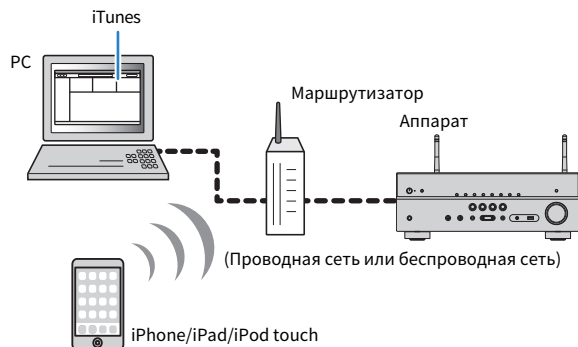 iTunes
PC
Маршрутизатор
Аппарат
(Проводная сеть или беспроводная сеть)
iPhone/iPad/iPod touch